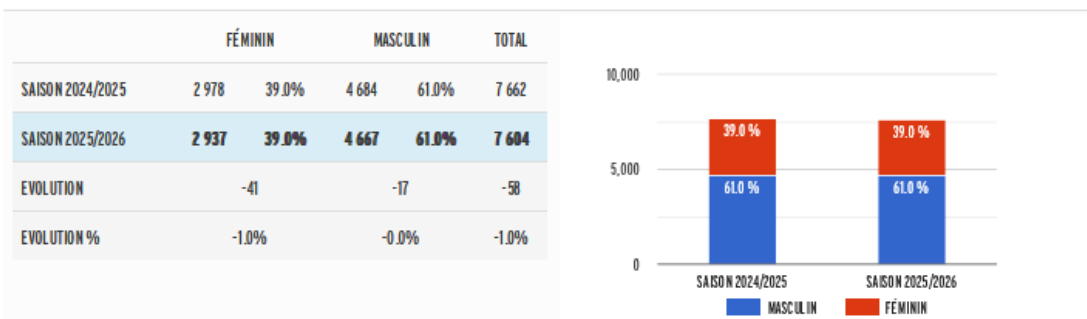 FÉMININ MASCULIN TOTAL
SAISON 2024/2025 2 978 39.0% 4 684 61.0% 7 662
SAISON 2025/2026 2 937 39.0% 4 667 61.0% 7 604
EVOLUTION -41 -17 -58
EVOLUTION % -1.0% -0.0% -1.0%
10,000
39.0 % 39.0 %
5,000
61.0 % 61.0 %
0
SAISON 2024/2025 SAISON 2025/2026
MASCULIN FÉMININ